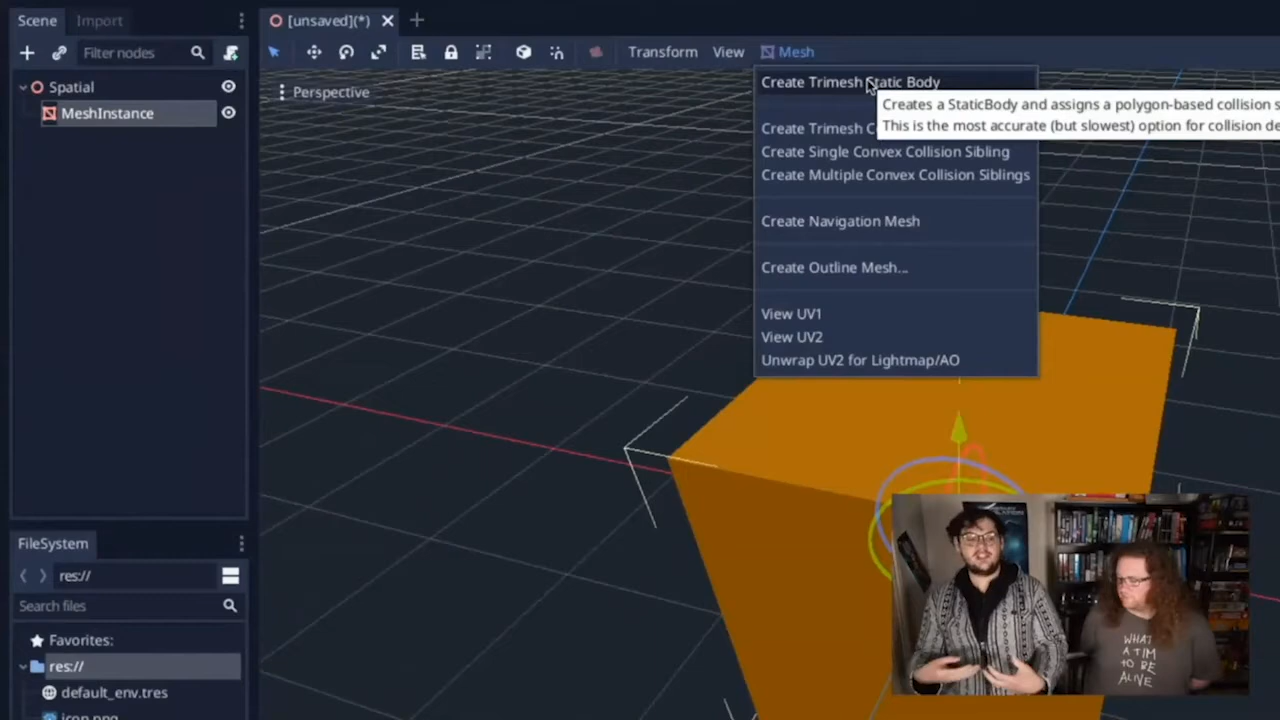 Scene
Import
[unsaved](*)
Filter nodes
Transform
View
Mesh
Spatial
MeshInstance
Perspective
Create Trimesh Static Body
Creates a StaticBody and assigns a polygon-based collision s
This is the most accurate (but slowest) option for collision de
Create Trimesh C
Create Single Convex Collision Sibling
Create Multiple Convex Collision Siblings
Create Navigation Mesh
Create Outline Mesh...
View UV1
View UV2
Unwrap UV2 for Lightmap/AO
FileSystem
res://
Search files
Favorites:
res://
default_env.tres
icon.png
WHAT
A TIM
TO BE
ALIVE